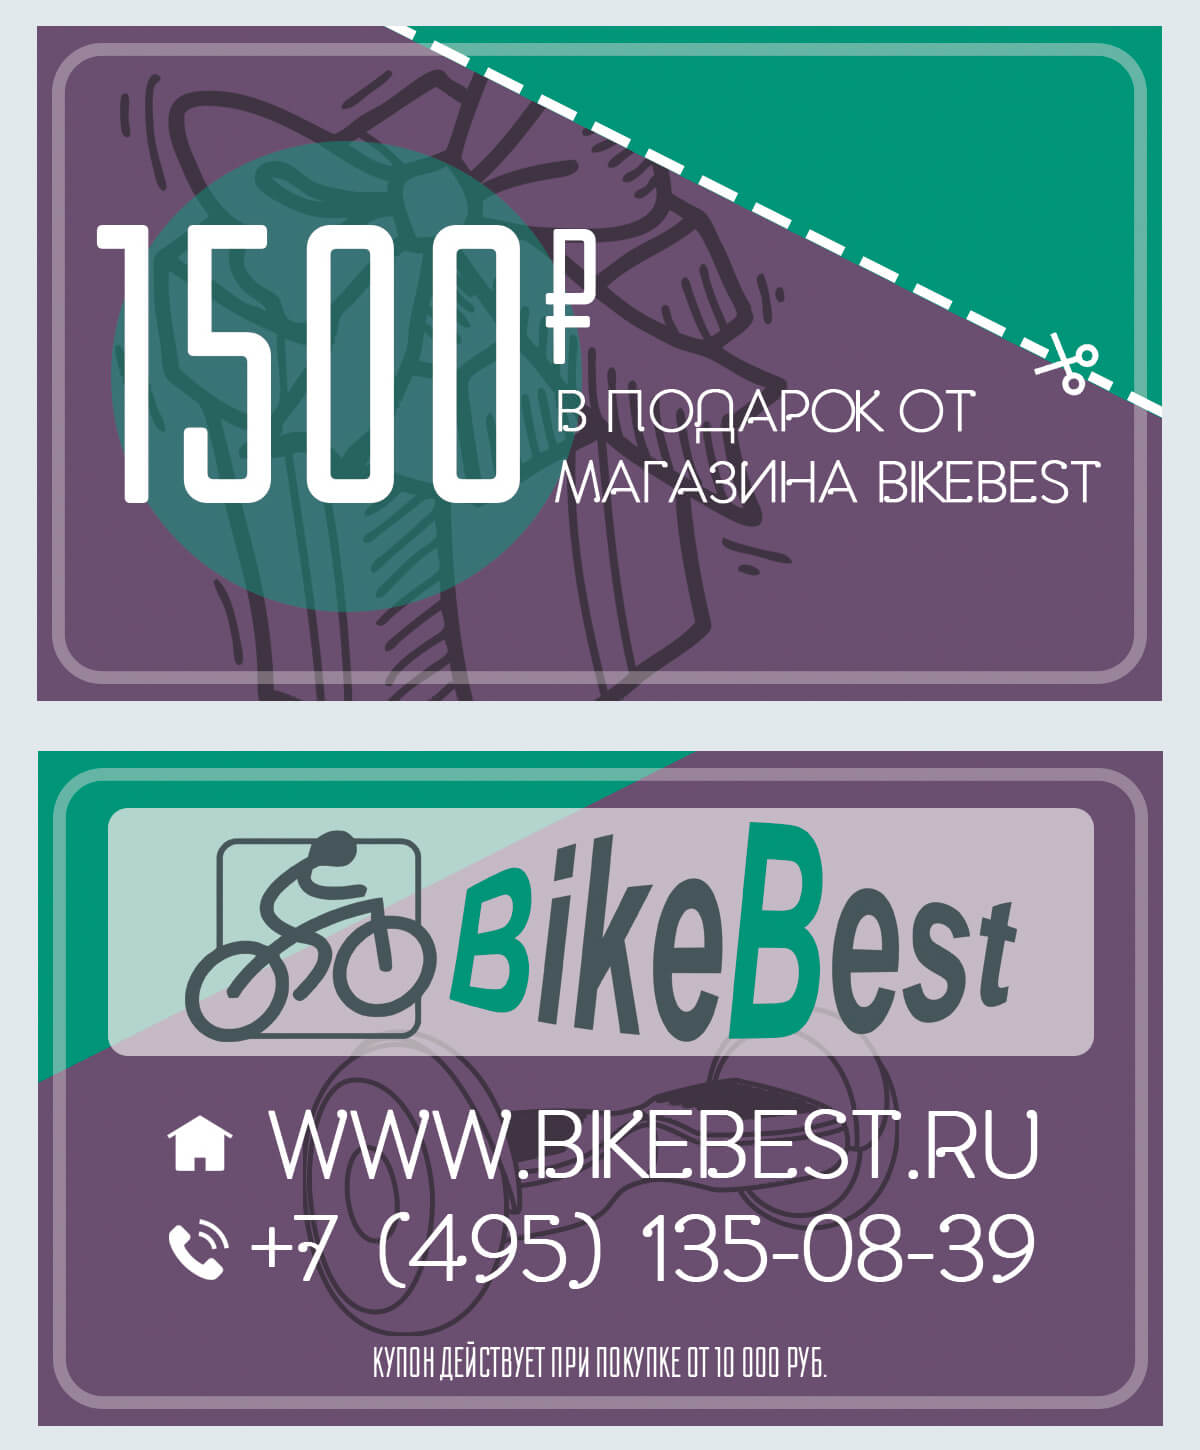 1500₽
В ПОДАРОК ОТ
МАГАЗИНА BIKEBEST
BikeBest
WWW.BIKEBEST.RU
+7 (495) 135-08-39
КУПОН ДЕЙСТВУЕТ ПРИ ПОКУПКЕ ОТ 10 000 РУБ.